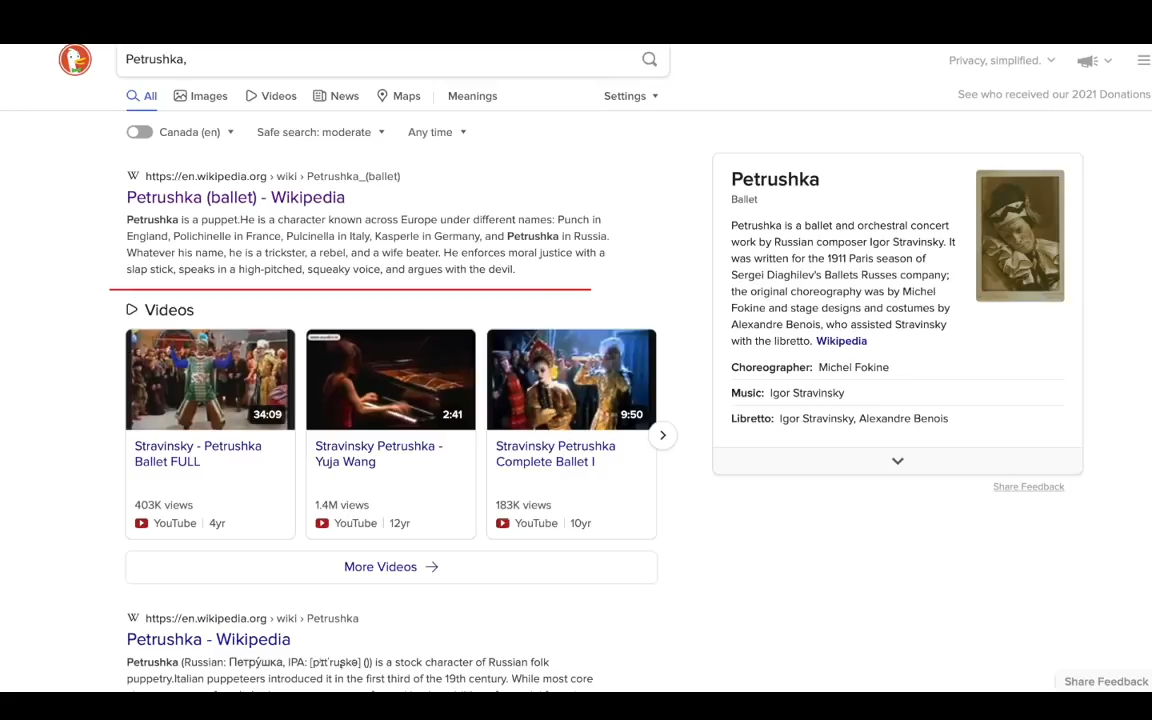 Petrushka,
Privacy, simplified.
All Images Videos News Maps Meanings Settings
See who received our 2021 Donations
Canada (en) Safe search: moderate Any time
https://en.wikipedia.org › wiki › Petrushka_(ballet)
Petrushka (ballet) - Wikipedia
Petrushka is a puppet.He is a character known across Europe under different names: Punch in
England, Polichinelle in France, Pulcinella in Italy, Kasperle in Germany, and Petrushka in Russia.
Whatever his name, he is a trickster, a rebel, and a wife beater. He enforces moral justice with a
slap stick, speaks in a high-pitched, squeaky voice, and argues with the devil.
Videos
34:09
Stravinsky - Petrushka
Ballet FULL
403K views
YouTube 4yr
2:41
Stravinsky Petrushka -
Yuja Wang
1.4M views
YouTube 12yr
9:50
Stravinsky Petrushka
Complete Ballet I
183K views
YouTube 10yr
More Videos
https://en.wikipedia.org › wiki › Petrushka
Petrushka - Wikipedia
Petrushka (Russian: Петру́шка, IPA: [pʲɪtˈruʂkə] ()) is a stock character of Russian folk
puppetry.Italian puppeteers introduced it in the first third of the 19th century. While most core
Petrushka
Ballet
Petrushka is a ballet and orchestral concert
work by Russian composer Igor Stravinsky. It
was written for the 1911 Paris season of
Sergei Diaghilev's Ballets Russes company;
the original choreography was by Michel
Fokine and stage designs and costumes by
Alexandre Benois, who assisted Stravinsky
with the libretto. Wikipedia
Choreographer: Michel Fokine
Music: Igor Stravinsky
Libretto: Igor Stravinsky, Alexandre Benois
Share Feedback
Share Feedback